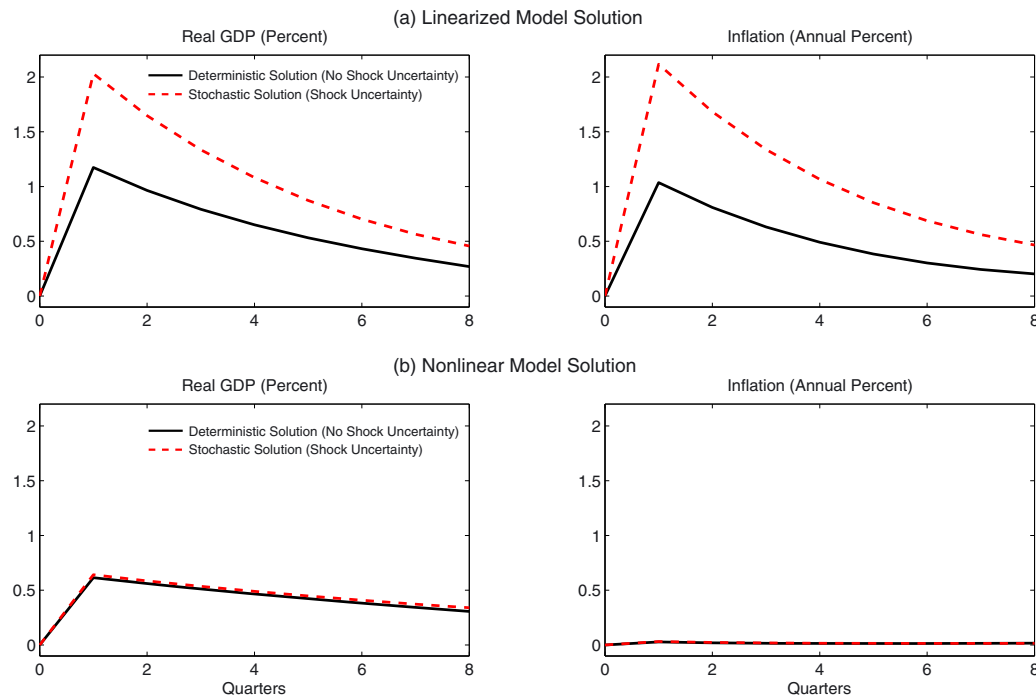 (a) Linearized Model Solution
Real GDP (Percent)
Inflation (Annual Percent)
Deterministic Solution (No Shock Uncertainty)
Stochastic Solution (Shock Uncertainty)
2
1.5
1
0.5
0
0 2 4 6 8
2
1.5
1
0.5
0
0 2 4 6 8
(b) Nonlinear Model Solution
Real GDP (Percent)
Inflation (Annual Percent)
Deterministic Solution (No Shock Uncertainty)
Stochastic Solution (Shock Uncertainty)
2
1.5
1
0.5
0
0 2 4 6 8
Quarters
2
1.5
1
0.5
0
0 2 4 6 8
Quarters